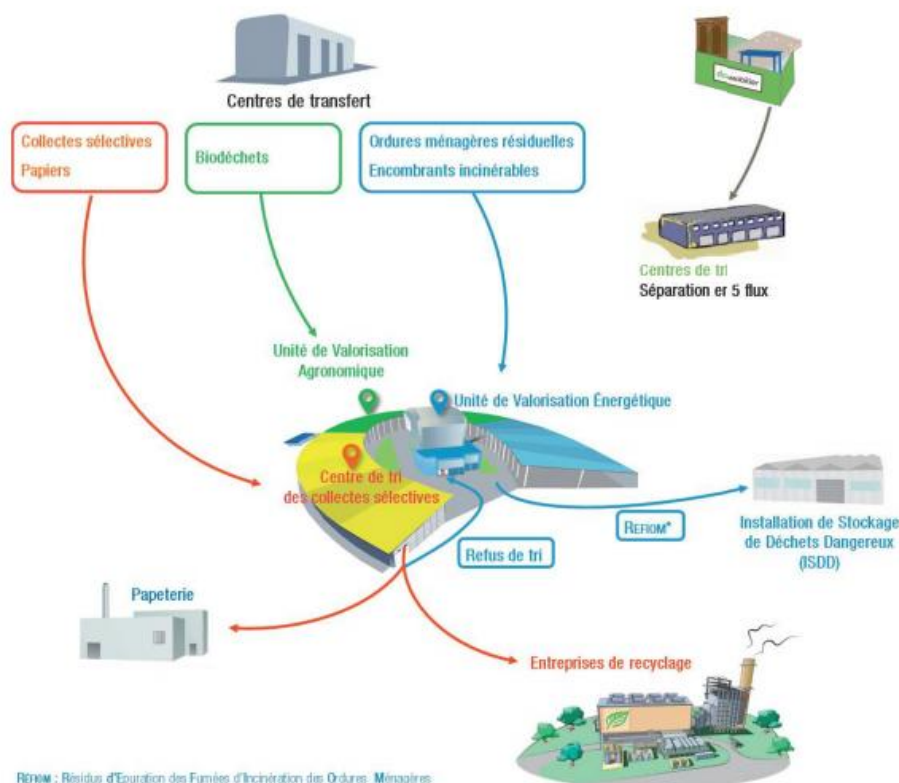 Centres de transfert
éco mobilier
Collectes sélectives
Papiers
Biodéchets
Ordures ménagères résiduelles
Encombrants incinérables
Centres de tri
Séparation er 5 flux
Unité de Valorisation
Agronomique
Unité de Valorisation Énergétique
Centre de tri
des collectes sélectives
REFIOM*
Installation de Stockage
de Déchets Dangereux
(ISDD)
Refus de tri
Papeterie
Entreprises de recyclage
REFIOM : Résidus d'Epuration des Fumées d'Incinération des Ordures Ménagères